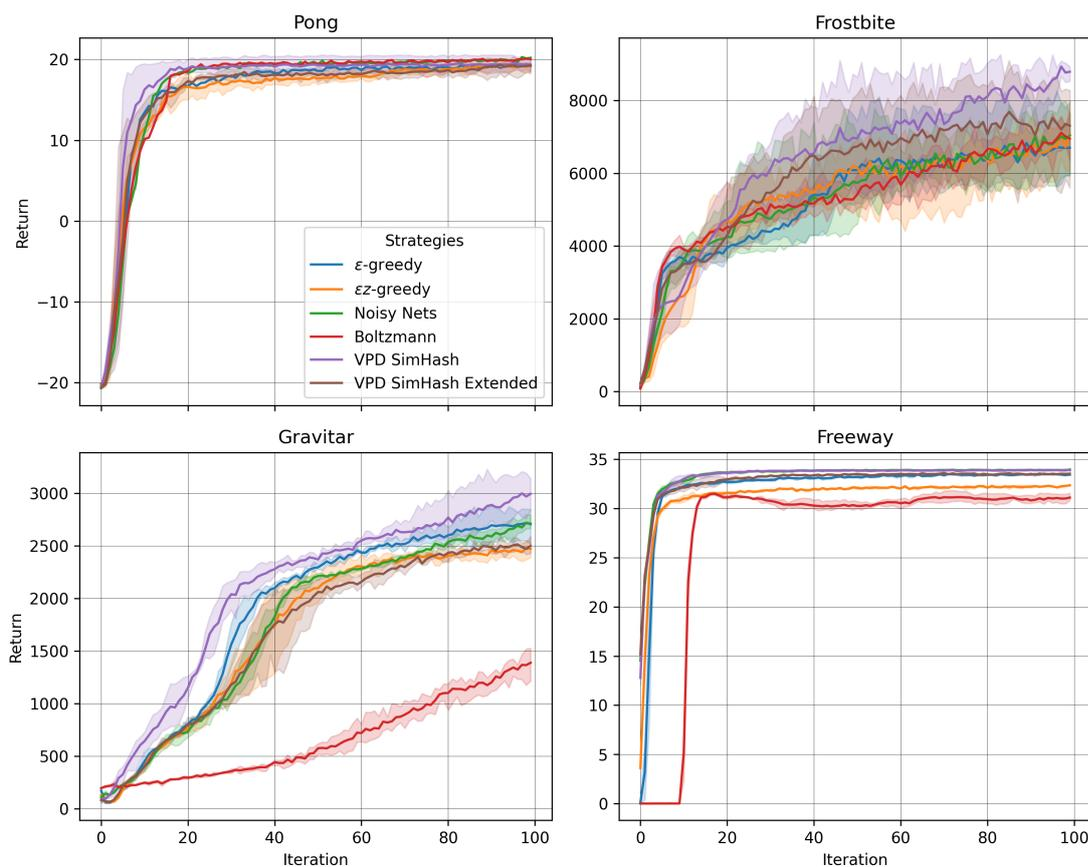 Pong
Return
20
10
0
−10
−20
Strategies
ε-greedy
εz-greedy
Noisy Nets
Boltzmann
VPD SimHash
VPD SimHash Extended
Frostbite
8000
6000
4000
2000
0
Gravitar
Return
3000
2500
2000
1500
1000
500
0
0 20 40 60 80 100
Iteration
Freeway
35
30
25
20
15
10
5
0
0 20 40 60 80 100
Iteration